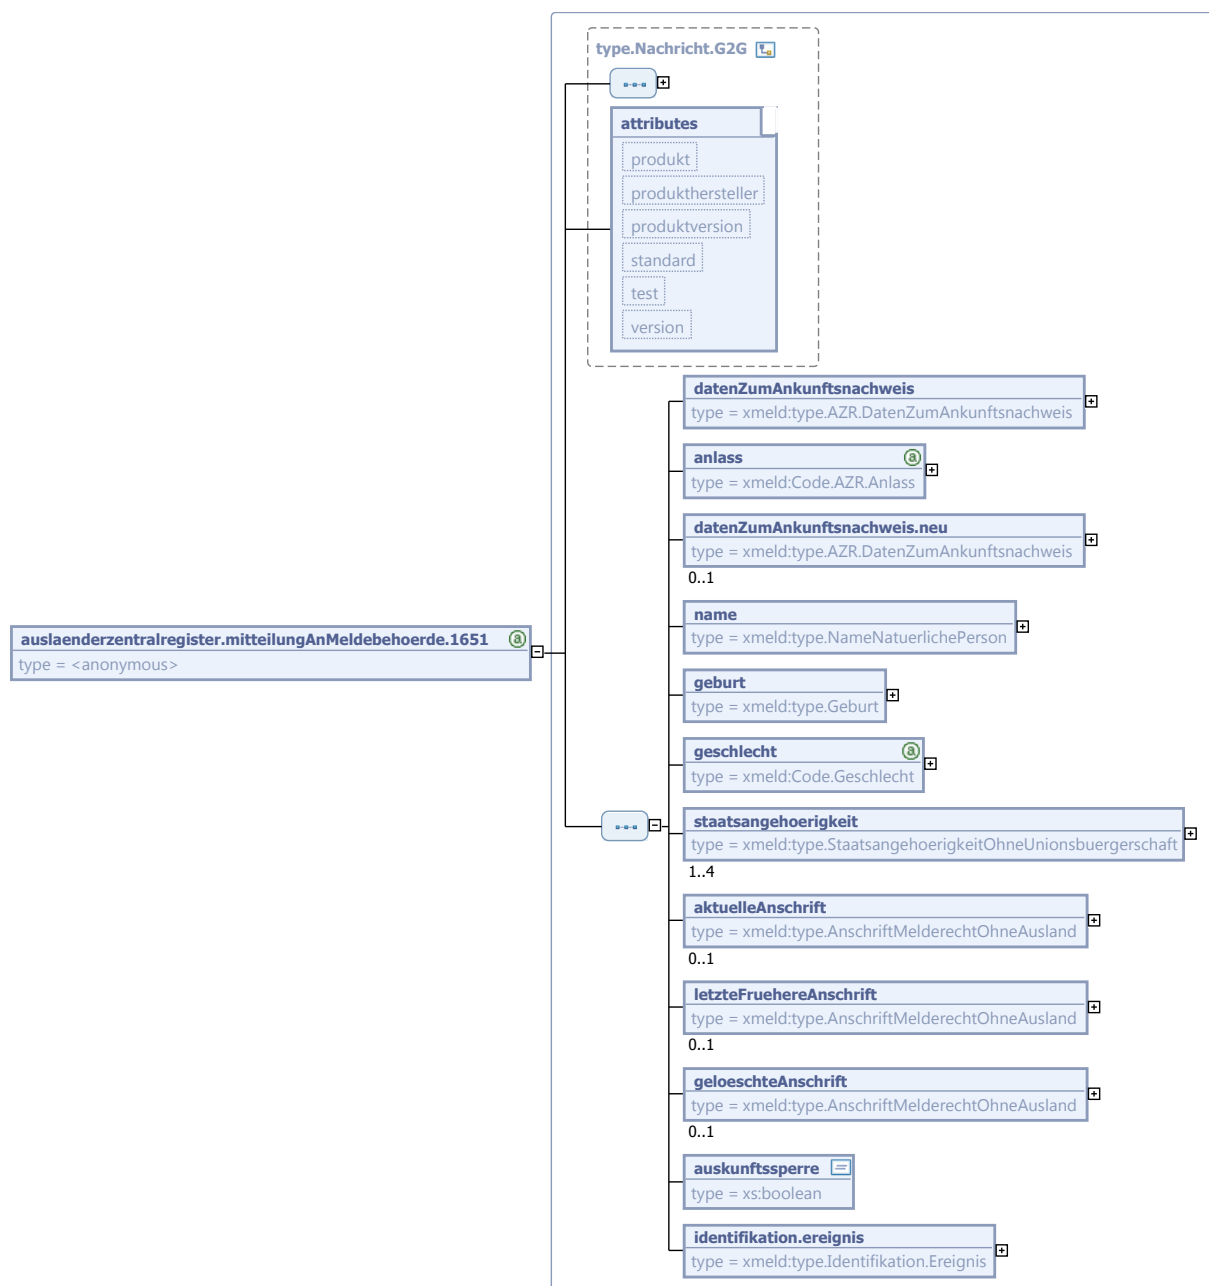 type.Nachricht.G2G
attributes
produkt
produkthersteller
produktversion
standard
test
version
datenZumAnkunftsnachweis
type = xmeld:type.AZR.DatenZumAnkunftsnachweis
anlass
type = xmeld:Code.AZR.Anlass
datenZumAnkunftsnachweis.neu
type = xmeld:type.AZR.DatenZumAnkunftsnachweis
0..1
auslaenderzentralregister.mitteilungAnMeldebehoerde.1651
type = <anonymous>
name
type = xmeld:type.NameNatuerlichePerson
geburt
type = xmeld:type.Geburt
geschlecht
type = xmeld:Code.Geschlecht
staatsangehoerigkeit
type = xmeld:type.StaatsangehoerigkeitOhneUnionsbuergerschaft
1..4
aktuelleAnschrift
type = xmeld:type.AnschriftMelderechtOhneAusland
0..1
letzteFruehereAnschrift
type = xmeld:type.AnschriftMelderechtOhneAusland
0..1
geloeschteAnschrift
type = xmeld:type.AnschriftMelderechtOhneAusland
0..1
auskunftssperre
type = xs:boolean
identifikation.ereignis
type = xmeld:type.Identifikation.Ereignis